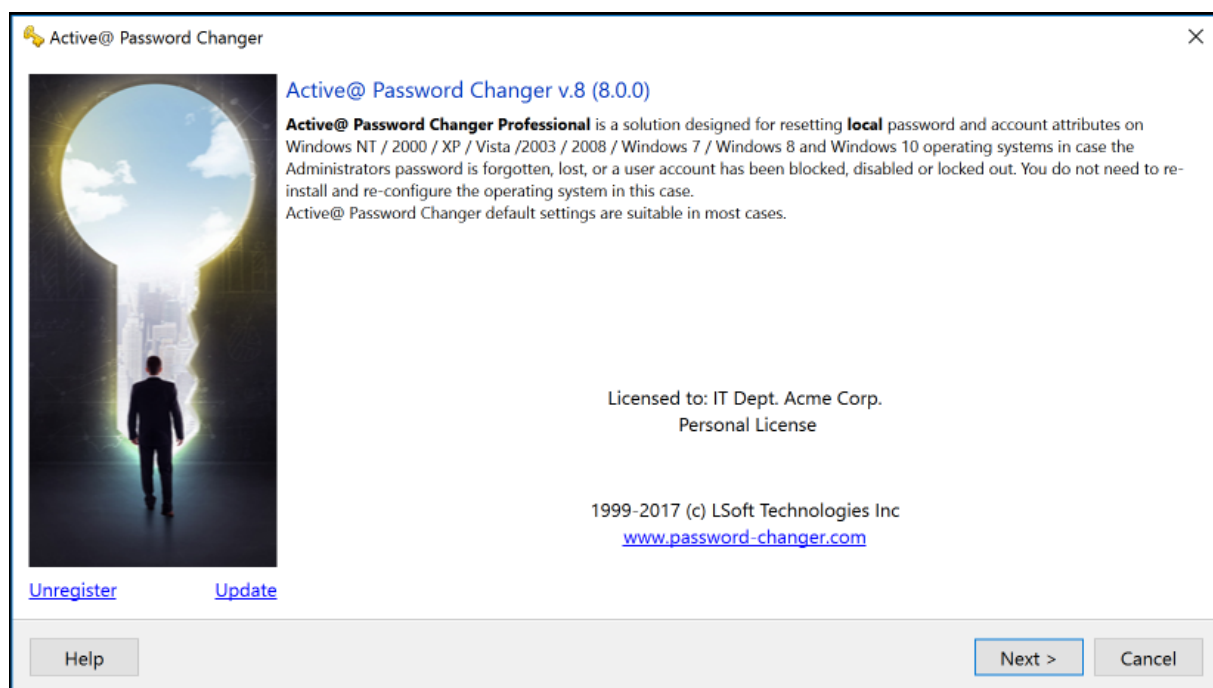 Active@ Password Changer
Active@ Password Changer v.8 (8.0.0)
Active@ Password Changer Professional is a solution designed for resetting local password and account attributes on
Windows NT / 2000 / XP / Vista /2003 / 2008 / Windows 7 / Windows 8 and Windows 10 operating systems in case the
Administrators password is forgotten, lost, or a user account has been blocked, disabled or locked out. You do not need to re-
install and re-configure the operating system in this case.
Active@ Password Changer default settings are suitable in most cases.
Licensed to: IT Dept. Acme Corp.
Personal License
1999-2017 (c) LSoft Technologies Inc
www.password-changer.com
Unregister Update
Help Next > Cancel